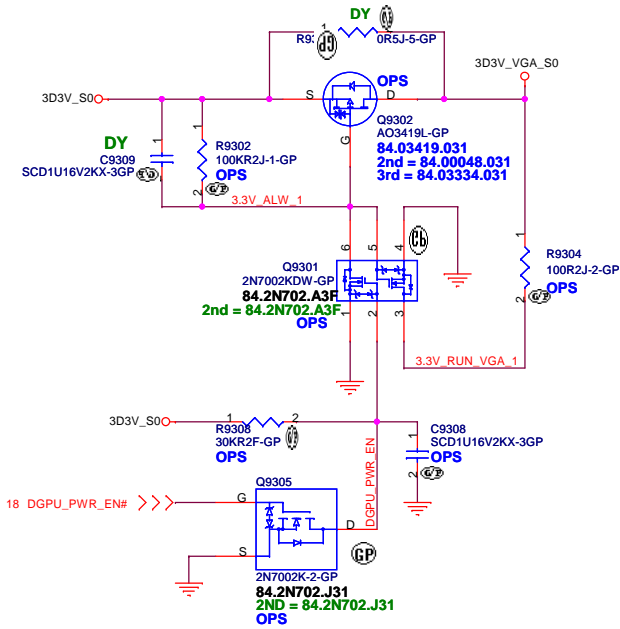 DY
R93
0R5J-5-GP
3D3V_VGA_S0
3D3V_S0
S
D
G
OPS
Q9302
AO3419L-GP
84.03419.031
2nd = 84.00048.031
3rd = 84.03334.031
DY
C9309
SCD1U16V2KX-3GP
1
2
R9302
100KR2J-1-GP
OPS
1
2
3.3V_ALW_1
6
5
4
Q9301
2N7002KDW-GP
84.2N702.A3F
2nd = 84.2N702.A3F
OPS
1
2
3
1
R9304
100R2J-2-GP
OPS
2
3.3V_RUN_VGA_1
3D3V_S0
1
2
R9308
30KR2F-GP
OPS
1
C9308
SCD1U16V2KX-3GP
OPS
2
DGPU_PWR_EN
Q9305
18 DGPU_PWR_EN#
G
S
D
GP
2N7002K-2-GP
84.2N702.J31
2ND = 84.2N702.J31
OPS